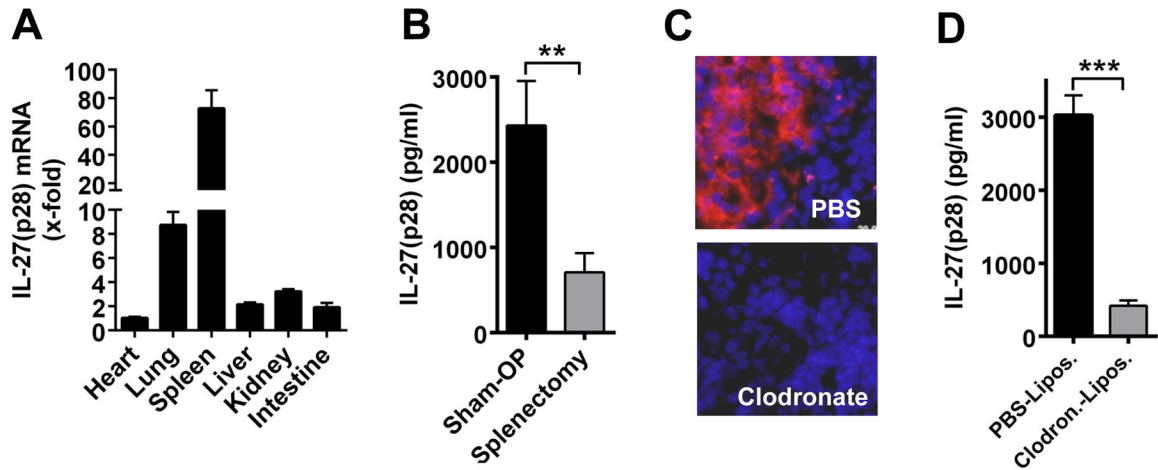 A
IL-27(p28) mRNA
(x-fold)
100
80
60
40
20
10
8
6
4
2
0
Heart
Lung
Spleen
Liver
Kidney
Intestine
B
IL-27(p28) (pg/ml)
3000
2000
1000
0
**
Sham-OP
Splenectomy
C
PBS
Clodronate
D
IL-27(p28) (pg/ml)
3000
2000
1000
0
***
PBS-Lipos.
Clodron.-Lipos.